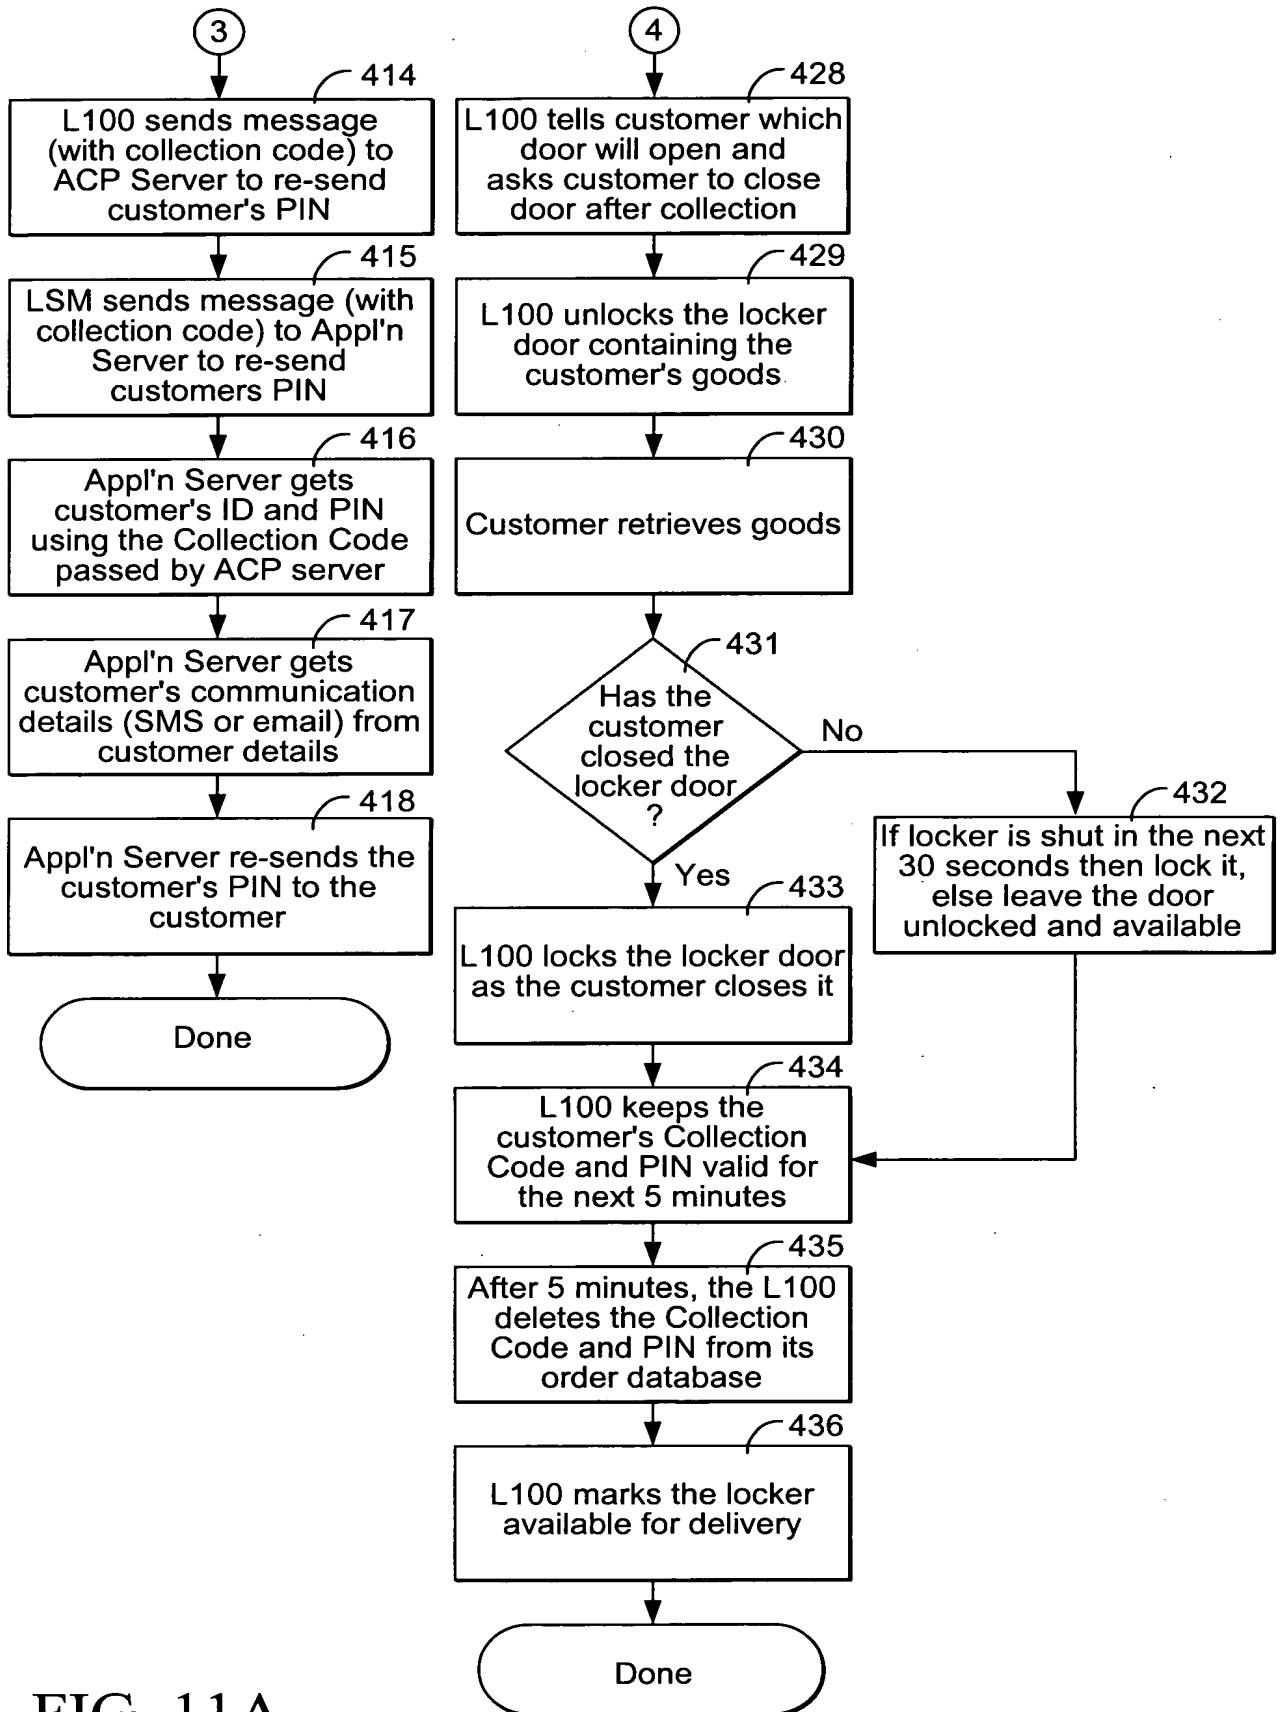 3
414
L100 sends message
(with collection code) to
ACP Server to re-send
customer's PIN
415
LSM sends message (with
collection code) to Appl'n
Server to re-send
customers PIN
416
Appl'n Server gets
customer's ID and PIN
using the Collection Code
passed by ACP server
417
Appl'n Server gets
customer's communication
details (SMS or email) from
customer details
418
Appl'n Server re-sends the
customer's PIN to the
customer
Done
4
428
L100 tells customer which
door will open and
asks customer to close
door after collection
429
L100 unlocks the locker
door containing the
customer's goods
430
Customer retrieves goods
431
Has the
customer
closed the
locker door
?
No
432
If locker is shut in the next
30 seconds then lock it,
else leave the door
unlocked and available
Yes
433
L100 locks the locker door
as the customer closes it
434
L100 keeps the
customer's Collection
Code and PIN valid for
the next 5 minutes
435
After 5 minutes, the L100
deletes the Collection
Code and PIN from its
order database
436
L100 marks the locker
available for delivery
Done
FIG. 11A